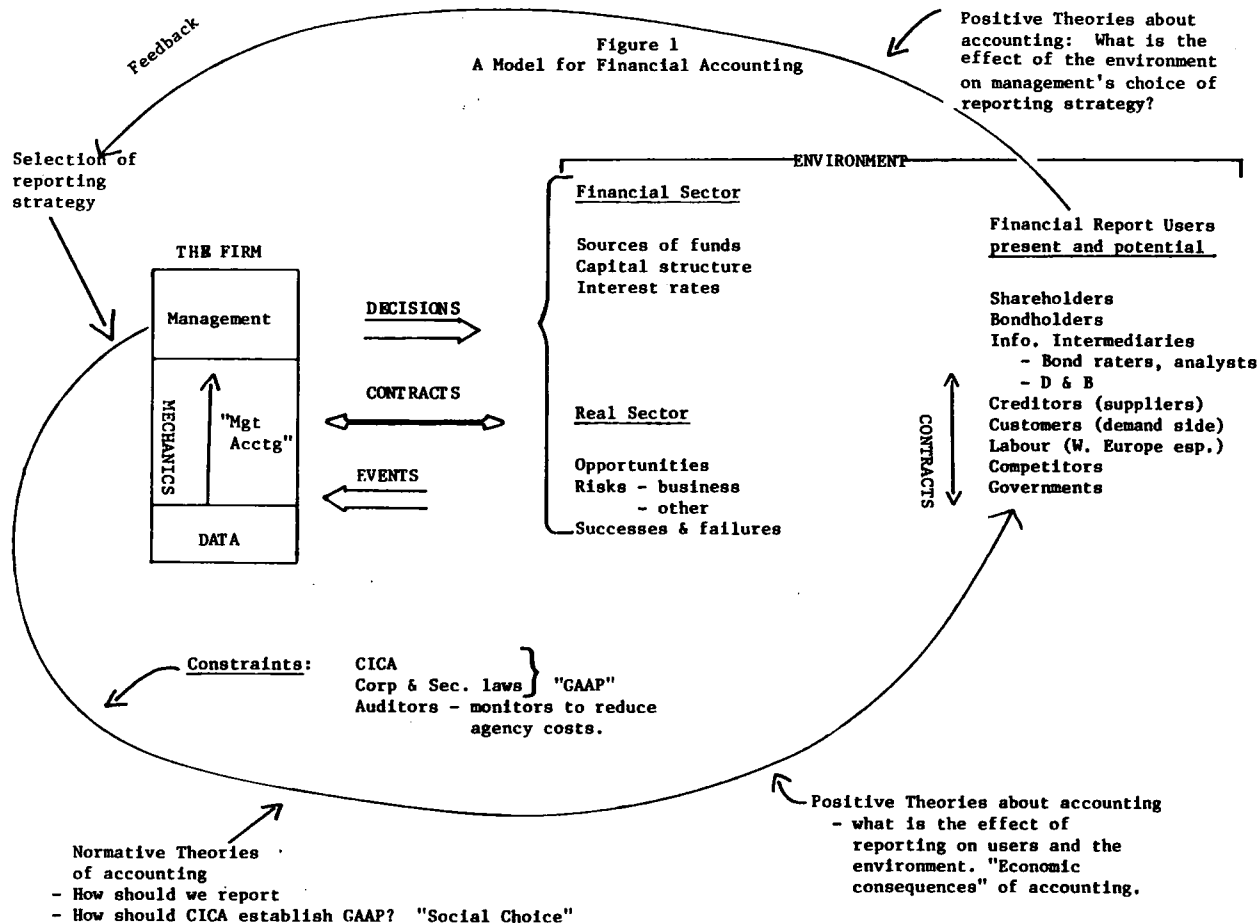 Figure 1
A Model for Financial Accounting
Feedback
Positive Theories about
accounting: What is the
effect of the environment
on management's choice of
reporting strategy?
Selection of
reporting
strategy
ENVIRONMENT
THE FIRM
Management
MECHANICS
"Mgt
Acctg"
DATA
DECISIONS
CONTRACTS
EVENTS
Financial Sector
Sources of funds
Capital structure
Interest rates
Real Sector
Opportunities
Risks - business
- other
Successes & failures
CONTRACTS
Financial Report Users
present and potential
Shareholders
Bondholders
Info. Intermediaries
- Bond raters, analysts
- D & B
Creditors (suppliers)
Customers (demand side)
Labour (W. Europe esp.)
Competitors
Governments
Constraints: CICA
Corp & Sec. laws "GAAP"
Auditors - monitors to reduce
agency costs.
Normative Theories
of accounting
- How should we report
- How should CICA establish GAAP? "Social Choice"
Positive Theories about accounting
- what is the effect of
reporting on users and the
environment. "Economic
consequences" of accounting.